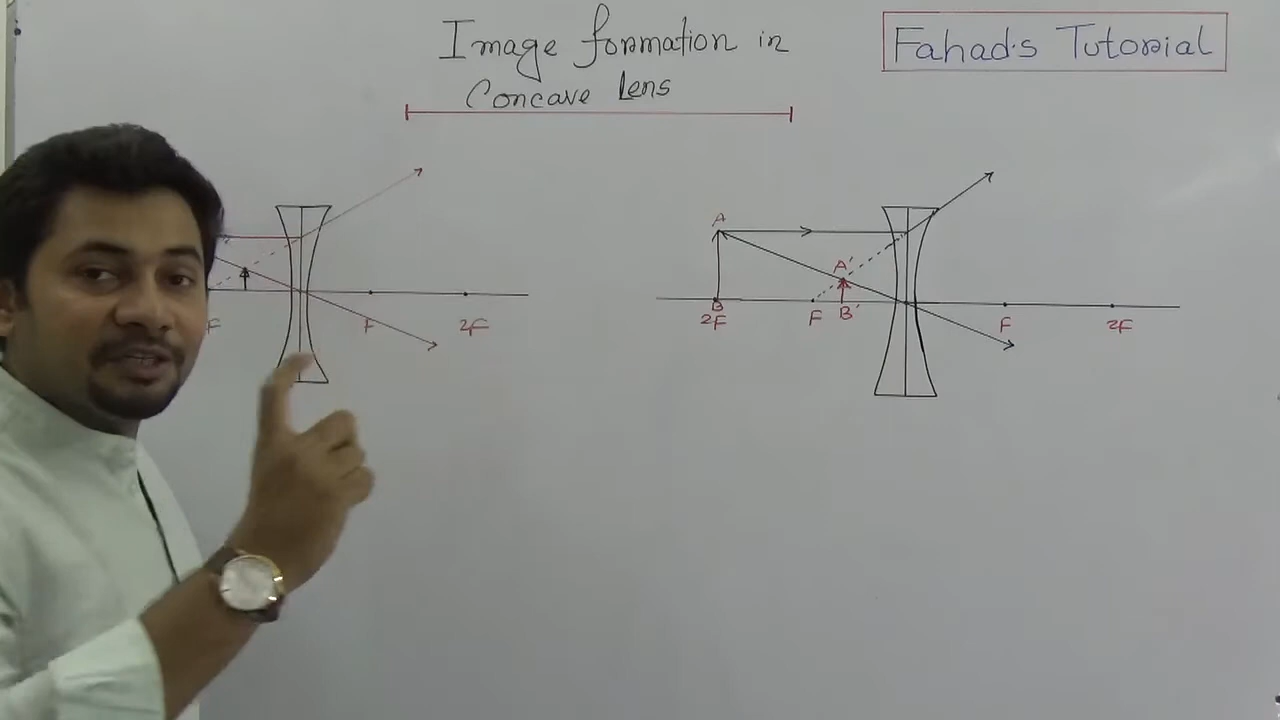 Image formation in
Concave Lens
Fahad's Tutorial
F
F
2F
A
B
2F
F
A'
B'
F
2F